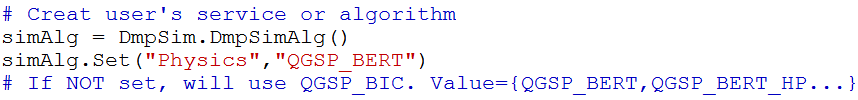 # Creat user's service or algorithm
simAlg = DmpSim.DmpSimAlg()
simAlg.Set("Physics","QGSP_BERT")
# If NOT set, will use QGSP_BIC. Value={QGSP_BERT,QGSP_BERT_HP...}